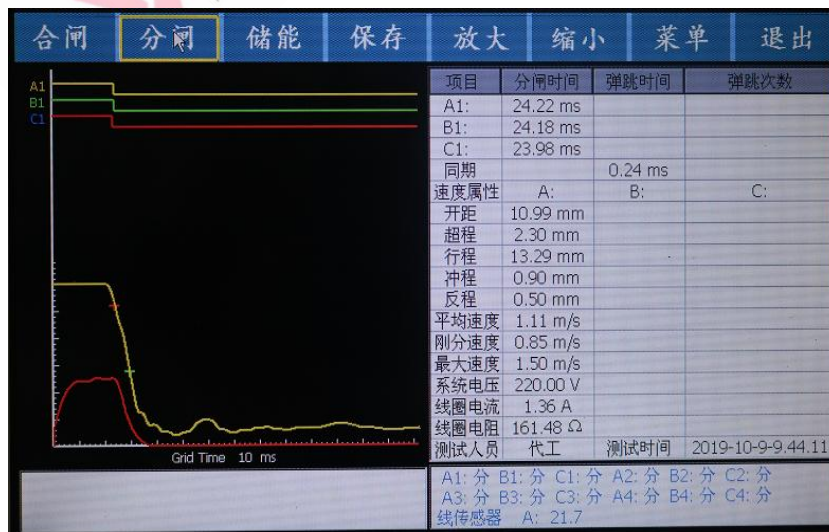 合闸 分闸 储能 保存 放大 缩小 菜单 退出
A1
B1
C1
Grid Time 10 ms
项目 分闸时间 弹跳时间 弹跳次数
A1: 24.22 ms
B1: 24.18 ms
C1: 23.98 ms
同期 0.24 ms
速度属性 A: B: C:
开距 10.99 mm
超程 2.30 mm
行程 13.29 mm
冲程 0.90 mm
反程 0.50 mm
平均速度 1.11 m/s
刚分速度 0.85 m/s
最大速度 1.50 m/s
系统电压 220.00 V
线圈电流 1.36 A
线圈电阻 161.48 Ω
测试人员 代工 测试时间 2019-10-9-9.44.11
A1: 分 B1: 分 C1: 分 A2: 分 B2: 分 C2: 分
A3: 分 B3: 分 C3: 分 A4: 分 B4: 分 C4: 分
线传感器 A: 21.7